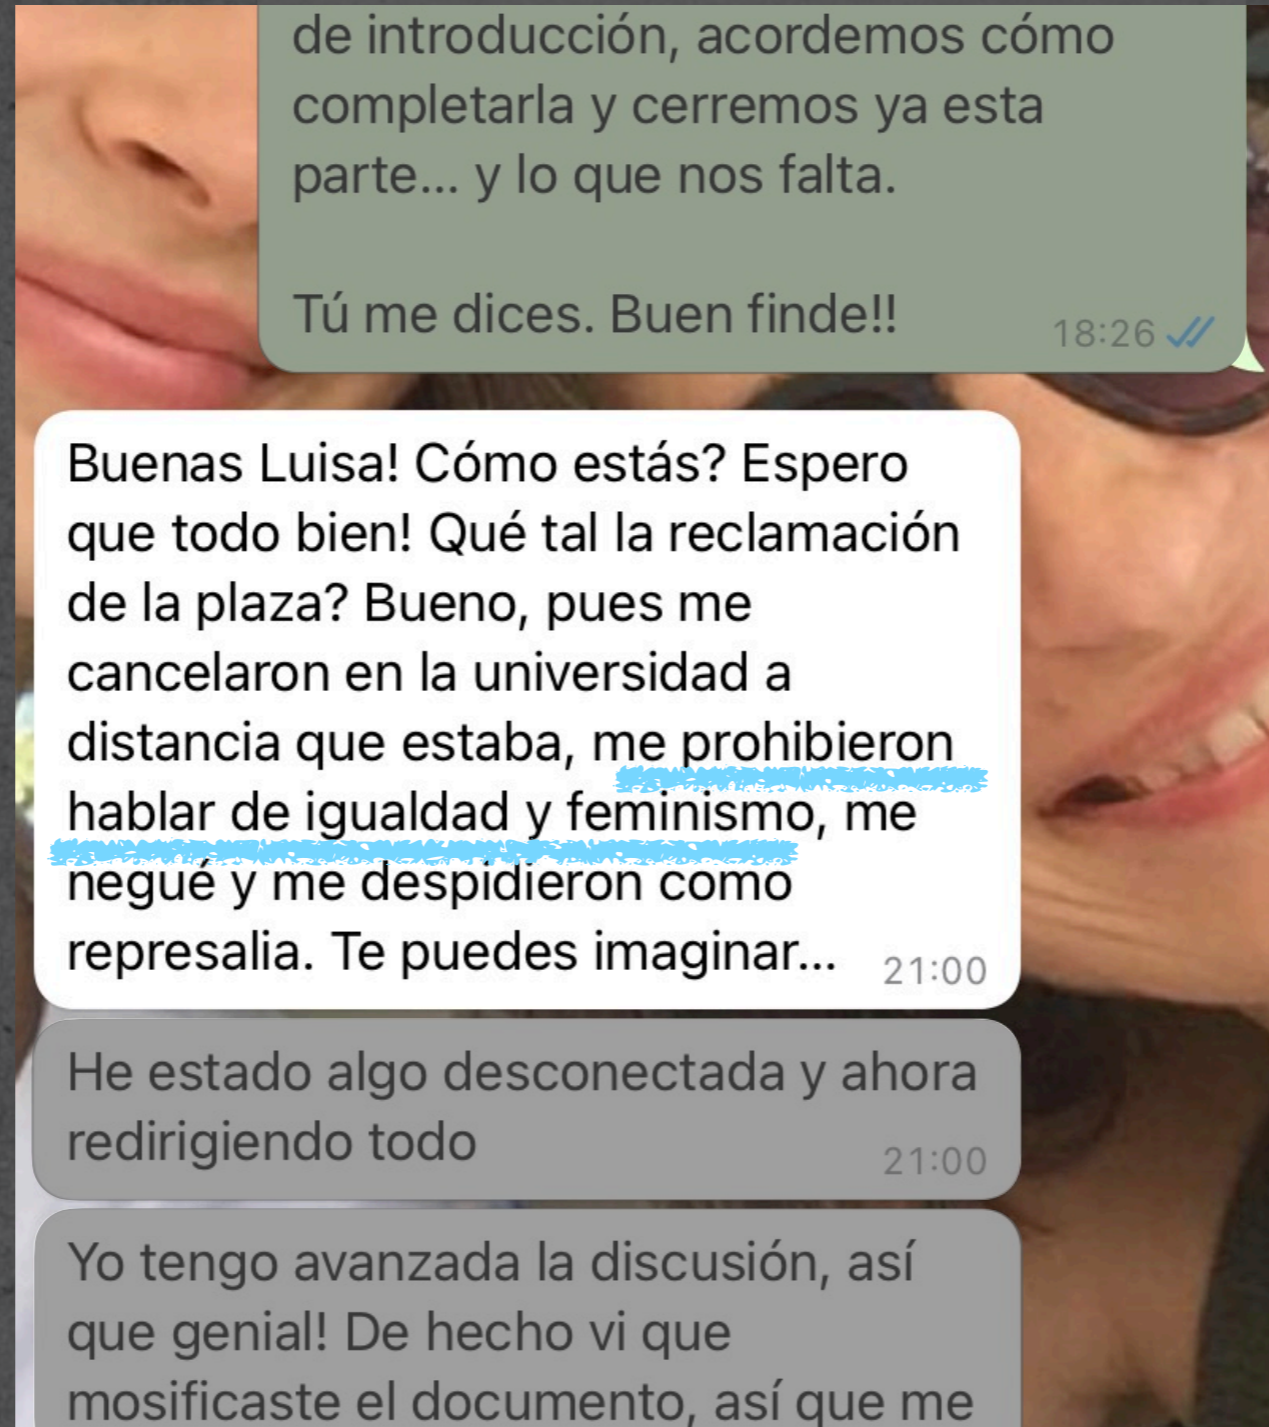 de introducción, acordemos cómo
completarla y cerremos ya esta
parte... y lo que nos falta.
Tú me dices. Buen finde!!
18:26
Buenas Luisa! Cómo estás? Espero
que todo bien! Qué tal la reclamación
de la plaza? Bueno, pues me
cancelaron en la universidad a
distancia que estaba, me prohibieron
hablar de igualdad y feminismo, me
negué y me despidieron como
represalia. Te puedes imaginar...
21:00
He estado algo desconectada y ahora
redirigiendo todo
21:00
Yo tengo avanzada la discusión, así
que genial! De hecho vi que
mosificaste el documento, así que me